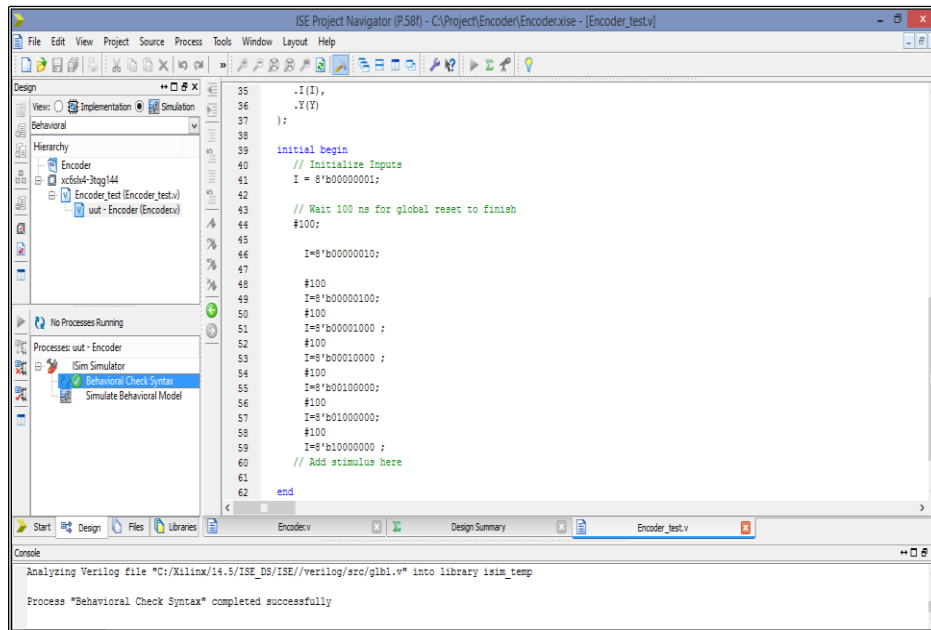 ISE Project Navigator (P.58f) - C:\Project\Encoder\Encoder.xise - [Encoder_test.v]
File Edit View Project Source Process Tools Window Layout Help
Design
View: Implementation Simulation
Behavioral
Hierarchy
Encoder
xc6slx4-3tqg144
Encoder_test (Encoder_test.v)
uut - Encoder (Encoder.v)
No Processes Running
Processes: uut - Encoder
ISim Simulator
Behavioral Check Syntax
Simulate Behavioral Model
35 .I(I),
36 .Y(Y)
37 );
38
39 initial begin
40 // Initialize Inputs
41 I = 8'b00000001;
42
43 // Wait 100 ns for global reset to finish
44 #100;
45
46 I=8'b00000010;
47
48 #100
49 I=8'b00000100;
50 #100
51 I=8'b00001000 ;
52 #100
53 I=8'b00010000 ;
54 #100
55 I=8'b00100000;
56 #100
57 I=8'b01000000;
58 #100
59 I=8'b10000000 ;
60 // Add stimulus here
61
62 end
Start Design Files Libraries
Encoder.v Design Summary Encoder_test.v
Console
Analyzing Verilog file "C:/Xilinx/14.5/ISE_DS/ISE//verilog/src/glbl.v" into library isim_temp
Process "Behavioral Check Syntax" completed successfully